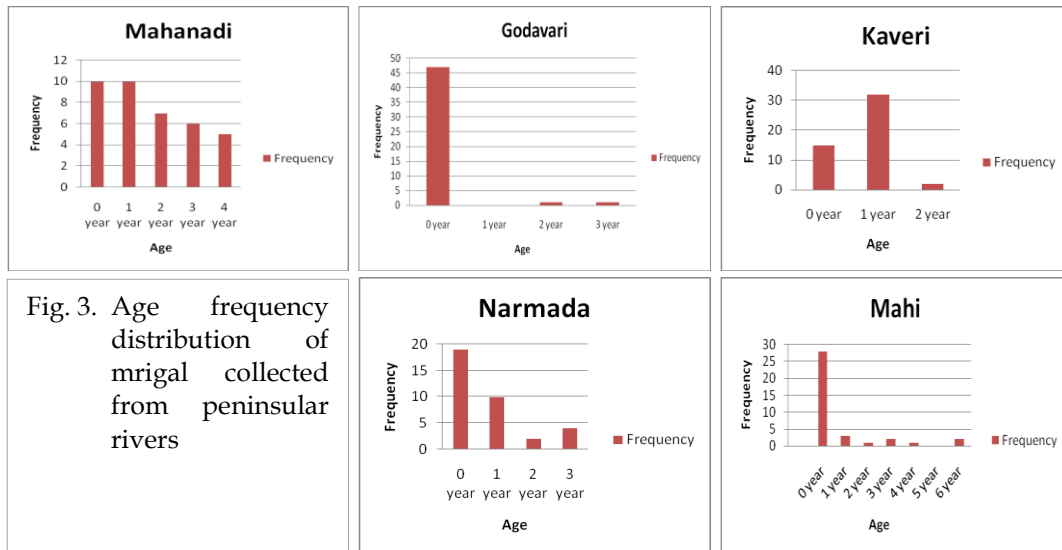 Mahanadi
Frequency
12
10
8
6
4
2
0
0 year
1 year
2 year
3 year
4 year
Age
Frequency
Godavari
Frequency
50
45
40
35
30
25
20
15
10
5
0
0 year
1 year
2 year
3 year
Age
Frequency
Kaveri
Frequency
40
30
20
10
0
0 year
1 year
2 year
Age
Frequency
Fig. 3. Age frequency
distribution of
mrigal collected
from peninsular
rivers
Narmada
Frequency
20
15
10
5
0
0 year
1 year
2 year
3 year
Age
Frequency
Mahi
Frequency
30
25
20
15
10
5
0
0 year
1 year
2 year
3 year
4 year
5 year
6 year
Age
Frequency